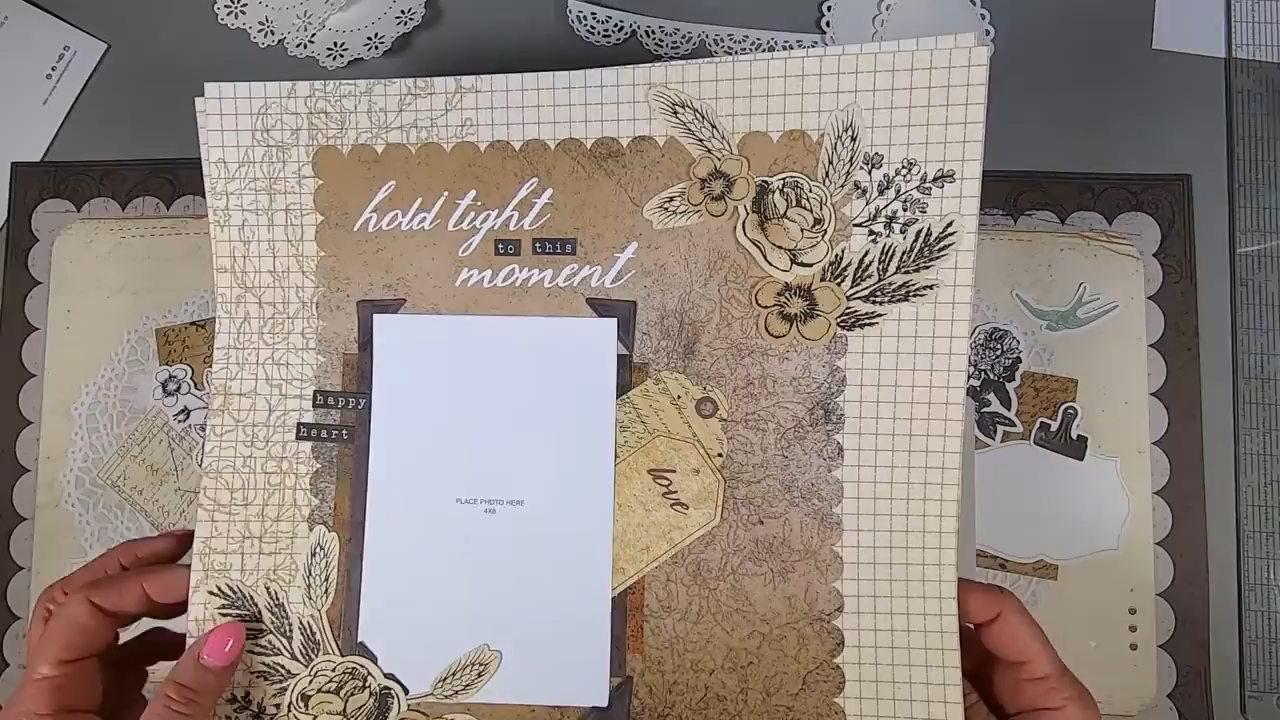 hold tight
to this
moment
happy
heart
love
PLACE PHOTO HERE
4X6